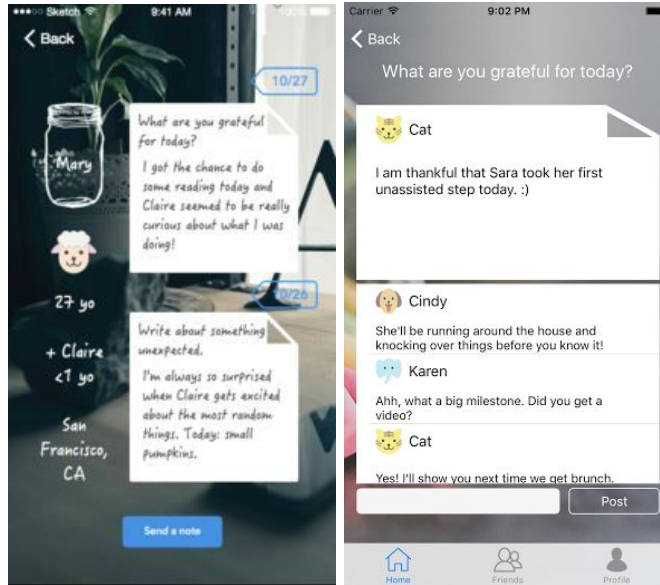 Sketch
9:41 AM
100%
Back
10/27
Mary
What are you grateful
for today?
I got the chance to do
some reading today and
Claire seemed to be really
curious about what I was
doing!
27 yo
+ Claire
<1 yo
San
Francisco,
CA
10/26
Write about something
unexpected.
I'm always so surprised
when Claire gets excited
about the most random
things. Today: small
pumpkins.
Send a note
Carrier
9:02 PM
Back
What are you grateful for today?
Cat
I am thankful that Sara took her first
unassisted step today. :)
Cindy
She'll be running around the house and
knocking over things before you know it!
Karen
Ahh, what a big milestone. Did you get a
video?
Cat
Yes! I'll show you next time we get brunch.
Post
Home
Friends
Profile